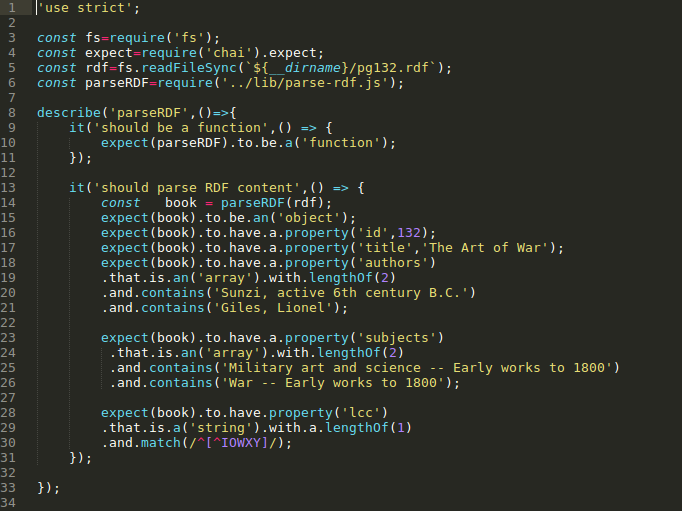 1 'use strict';
2
3 const fs=require('fs');
4 const expect=require('chai').expect;
5 const rdf=fs.readFileSync(`${__dirname}/pg132.rdf`);
6 const parseRDF=require('../lib/parse-rdf.js');
7
8 describe('parseRDF',()=>{
9     it('should be a function',() => {
10         expect(parseRDF).to.be.a('function');
11     });
12
13     it('should parse RDF content',() => {
14         const   book = parseRDF(rdf);
15         expect(book).to.be.an('object');
16         expect(book).to.have.a.property('id',132);
17         expect(book).to.have.a.property('title','The Art of War');
18         expect(book).to.have.a.property('authors')
19         .that.is.an('array').with.lengthOf(2)
20         .and.contains('Sunzi, active 6th century B.C.')
21         .and.contains('Giles, Lionel');
22
23         expect(book).to.have.a.property('subjects')
24          .that.is.an('array').with.lengthOf(2)
25          .and.contains('Military art and science -- Early works to 1800')
26          .and.contains('War -- Early works to 1800');
27
28         expect(book).to.have.property('lcc')
29         .that.is.a('string').with.a.lengthOf(1)
30         .and.match(/^[^IOWXY]/);
31     });
32
33 });
34